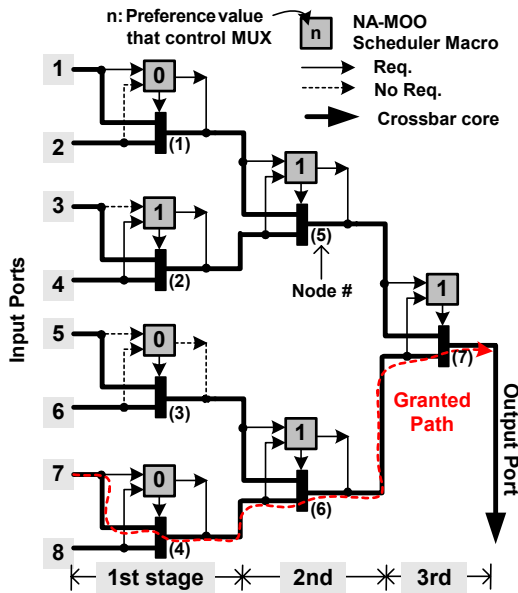 n: Preference value
that control MUX
n
NA-MOO
Scheduler Macro
Req.
No Req.
Crossbar core
Input Ports
1
0
2
(1)
3
1
4
(2)
1
(5)
Node #
5
0
6
(3)
7
0
8
(4)
1
(6)
1
(7)
Granted
Path
Output Port
1st stage
2nd
3rd